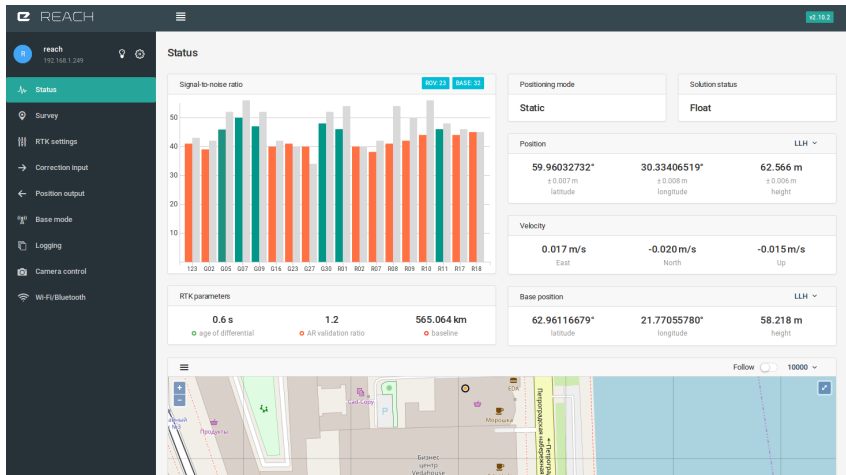 REACH
v2.10.2
R
reach
192.168.1.249
Status
Survey
RTK settings
Correction input
Position output
Base mode
Logging
Camera control
Wi-Fi/Bluetooth
Status
Signal-to-noise ratio
ROV: 23 BASE: 32
50
40
30
20
10
123 G02 G05 G07 G09 G16 G23 G27 G30 R01 R02 R07 R08 R09 R10 R11 R17 R18
Positioning mode
Static
Solution status
Float
Position LLH
59.96032732° 30.33406519° 62.566 m
± 0.007 m ± 0.008 m ± 0.006 m
latitude longitude height
Velocity
0.017 m/s -0.020 m/s -0.015 m/s
East North Up
RTK parameters
0.6 s 1.2 565.064 km
age of differential AR validation ratio baseline
Base position LLH
62.96116679° 21.77055780° 58.218 m
latitude longitude height
Follow 10000
+
−
Продукты
Cad-Copy
P
EDA
Морошка
Бизнес
центр
Vedahouse
Петроградская набережная